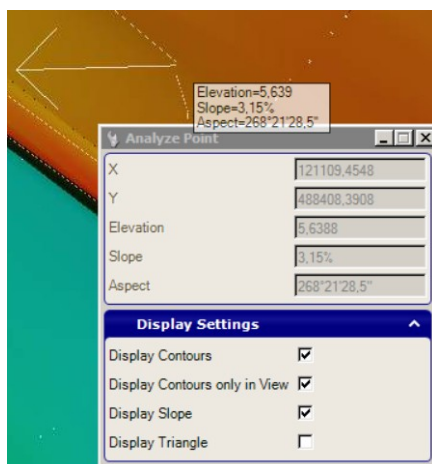 Elevation=5,639
Slope=3,15%
Aspect=268°21'28,5"
Analyze Point
X 121109,4548
Y 488408,3908
Elevation 5,6388
Slope 3,15%
Aspect 268°21'28,5"
Display Settings
Display Contours
Display Contours only in View
Display Slope
Display Triangle